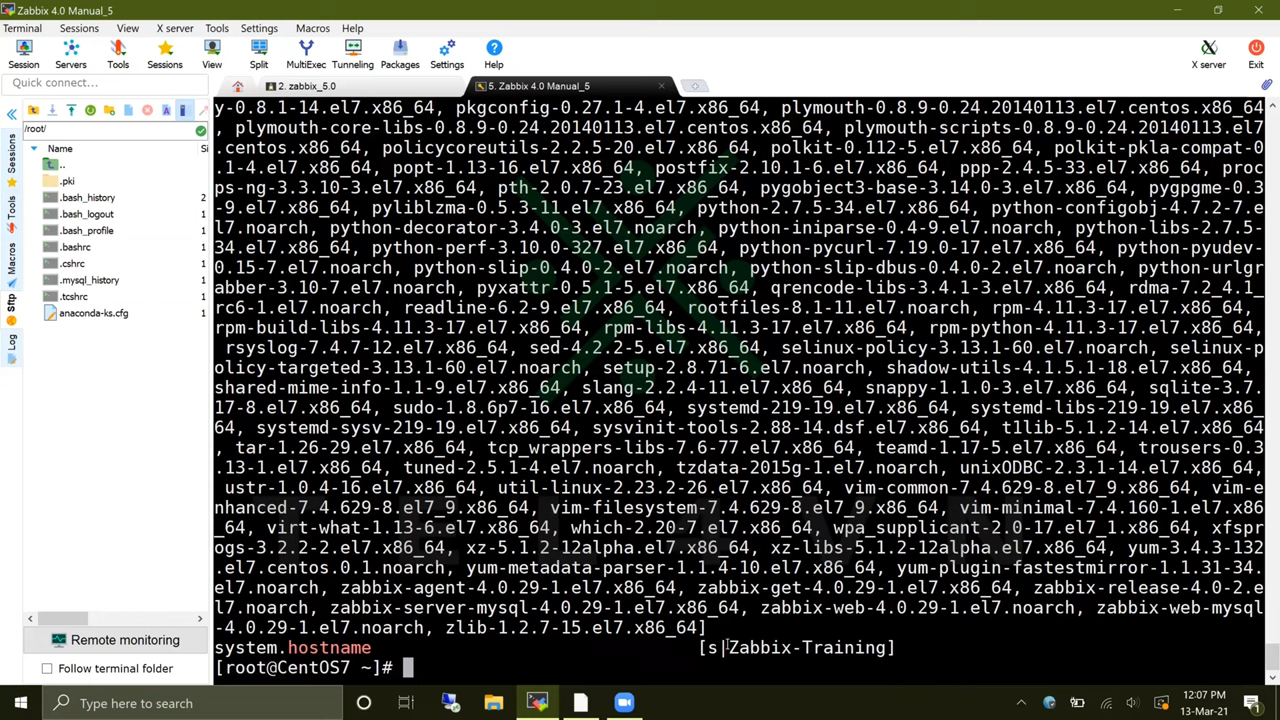 Zabbix 4.0 Manual_5
Terminal Sessions View X server Tools Settings Macros Help
Session Servers Tools Sessions View Split MultiExec Tunneling Packages Settings Help X server Exit
Quick connect...
2. zabbix_5.0
5. Zabbix 4.0 Manual_5
/root/
Name Si
..
.pki
.bash_history 2
.bash_logout 1
.bash_profile 1
.bashrc 1
.cshrc 1
.mysql_history 1
.tcshrc 1
anaconda-ks.cfg 1
Sessions
Tools
Macros
Sftp
Log
Remote monitoring
Follow terminal folder
y-0.8.1-14.el7.x86_64, pkgconfig-0.27.1-4.el7.x86_64, plymouth-0.8.9-0.24.20140113.el7.centos.x86_64
, plymouth-core-libs-0.8.9-0.24.20140113.el7.centos.x86_64, plymouth-scripts-0.8.9-0.24.20140113.el7
.centos.x86_64, policycoreutils-2.2.5-20.el7.x86_64, polkit-0.112-5.el7.x86_64, polkit-pkla-compat-0
.1-4.el7.x86_64, popt-1.13-16.el7.x86_64, postfix-2.10.1-6.el7.x86_64, ppp-2.4.5-33.el7.x86_64, proc
ps-ng-3.3.10-3.el7.x86_64, pth-2.0.7-23.el7.x86_64, pygobject3-base-3.14.0-3.el7.x86_64, pygpgme-0.3
-9.el7.x86_64, pyliblzma-0.5.3-11.el7.x86_64, python-2.7.5-34.el7.x86_64, python-configobj-4.7.2-7.e
l7.noarch, python-decorator-3.4.0-3.el7.noarch, python-iniparse-0.4-9.el7.noarch, python-libs-2.7.5-
34.el7.x86_64, python-perf-3.10.0-327.el7.x86_64, python-pycurl-7.19.0-17.el7.x86_64, python-pyudev-
0.15-7.el7.noarch, python-slip-0.4.0-2.el7.noarch, python-slip-dbus-0.4.0-2.el7.noarch, python-urlgr
abber-3.10-7.el7.noarch, pyxattr-0.5.1-5.el7.x86_64, qrencode-libs-3.4.1-3.el7.x86_64, rdma-7.2_4.1_
rc6-1.el7.noarch, readline-6.2-9.el7.x86_64, rootfiles-8.1-11.el7.noarch, rpm-4.11.3-17.el7.x86_64,
rpm-build-libs-4.11.3-17.el7.x86_64, rpm-libs-4.11.3-17.el7.x86_64, rpm-python-4.11.3-17.el7.x86_64,
rsyslog-7.4.7-12.el7.x86_64, sed-4.2.2-5.el7.x86_64, selinux-policy-3.13.1-60.el7.noarch, selinux-p
olicy-targeted-3.13.1-60.el7.noarch, setup-2.8.71-6.el7.noarch, shadow-utils-4.1.5.1-18.el7.x86_64,
shared-mime-info-1.1-9.el7.x86_64, slang-2.2.4-11.el7.x86_64, snappy-1.1.0-3.el7.x86_64, sqlite-3.7.
17-8.el7.x86_64, sudo-1.8.6p7-16.el7.x86_64, systemd-219-19.el7.x86_64, systemd-libs-219-19.el7.x86_
64, systemd-sysv-219-19.el7.x86_64, sysvinit-tools-2.88-14.dsf.el7.x86_64, t1lib-5.1.2-14.el7.x86_64
, tar-1.26-29.el7.x86_64, tcp_wrappers-libs-7.6-77.el7.x86_64, teamd-1.17-5.el7.x86_64, trousers-0.3
.13-1.el7.x86_64, tuned-2.5.1-4.el7.noarch, tzdata-2015g-1.el7.noarch, unixODBC-2.3.1-14.el7.x86_64,
ustr-1.0.4-16.el7.x86_64, util-linux-2.23.2-26.el7.x86_64, vim-common-7.4.629-8.el7_9.x86_64, vim-e
nhanced-7.4.629-8.el7_9.x86_64, vim-filesystem-7.4.629-8.el7_9.x86_64, vim-minimal-7.4.160-1.el7.x86
_64, virt-what-1.13-6.el7.x86_64, which-2.20-7.el7.x86_64, wpa_supplicant-2.0-17.el7_1.x86_64, xfspr
ogs-3.2.2-2.el7.x86_64, xz-5.1.2-12alpha.el7.x86_64, xz-libs-5.1.2-12alpha.el7.x86_64, yum-3.4.3-132
.el7.centos.0.1.noarch, yum-metadata-parser-1.1.4-10.el7.x86_64, yum-plugin-fastestmirror-1.1.31-34.
el7.noarch, zabbix-agent-4.0.29-1.el7.x86_64, zabbix-get-4.0.29-1.el7.x86_64, zabbix-release-4.0-2.e
l7.noarch, zabbix-server-mysql-4.0.29-1.el7.x86_64, zabbix-web-4.0.29-1.el7.noarch, zabbix-web-mysql
-4.0.29-1.el7.noarch, zlib-1.2.7-15.el7.x86_64]
system.hostname [s|Zabbix-Training]
[root@CentOS7 ~]#
Type here to search
12:07 PM
13-Mar-21